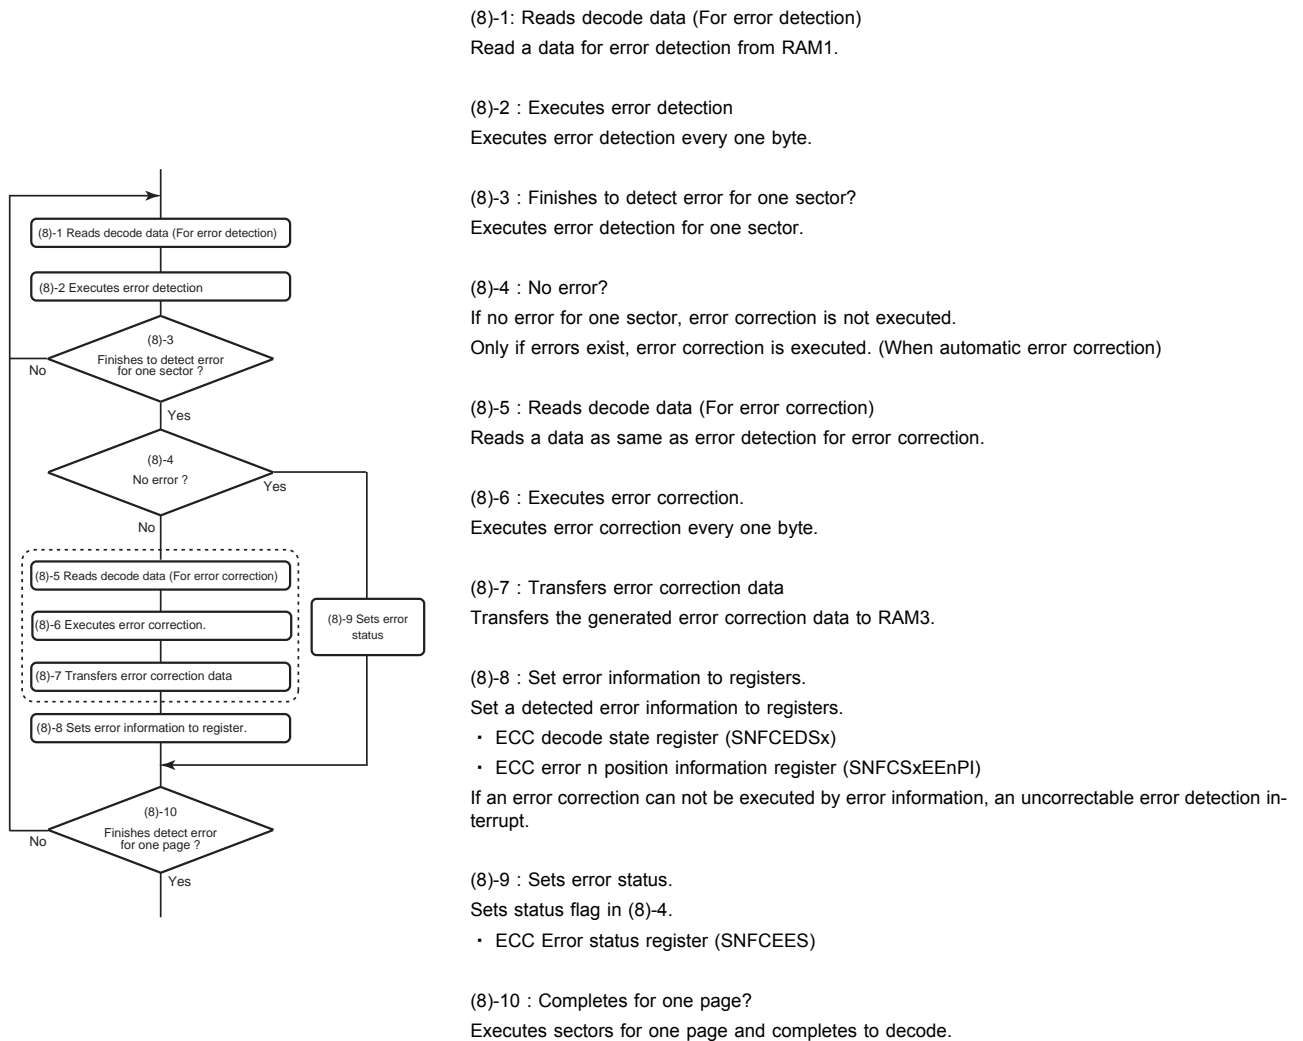 (8)-1 Reads decode data (For error detection)
(8)-2 Executes error detection
(8)-3
Finishes to detect error
for one sector ?
No
Yes
(8)-4
No error ?
Yes
No
(8)-5 Reads decode data (For error correction)
(8)-6 Executes error correction.
(8)-7 Transfers error correction data
(8)-9 Sets error
status
(8)-8 Sets error information to register.
(8)-10
Finishes detect error
for one page ?
No
Yes
(8)-1: Reads decode data (For error detection)
Read a data for error detection from RAM1.
(8)-2 : Executes error detection
Executes error detection every one byte.
(8)-3 : Finishes to detect error for one sector?
Executes error detection for one sector.
(8)-4 : No error?
If no error for one sector, error correction is not executed.
Only if errors exist, error correction is executed. (When automatic error correction)
(8)-5 : Reads decode data (For error correction)
Reads a data as same as error detection for error correction.
(8)-6 : Executes error correction.
Executes error correction every one byte.
(8)-7 : Transfers error correction data
Transfers the generated error correction data to RAM3.
(8)-8 : Set error information to registers.
Set a detected error information to registers.
・ ECC decode state register (SNFCEDSx)
・ ECC error n position information register (SNFCSxEEnPI)
If an error correction can not be executed by error information, an uncorrectable error detection in-
terrupt.
(8)-9 : Sets error status.
Sets status flag in (8)-4.
・ ECC Error status register (SNFCEES)
(8)-10 : Completes for one page?
Executes sectors for one page and completes to decode.